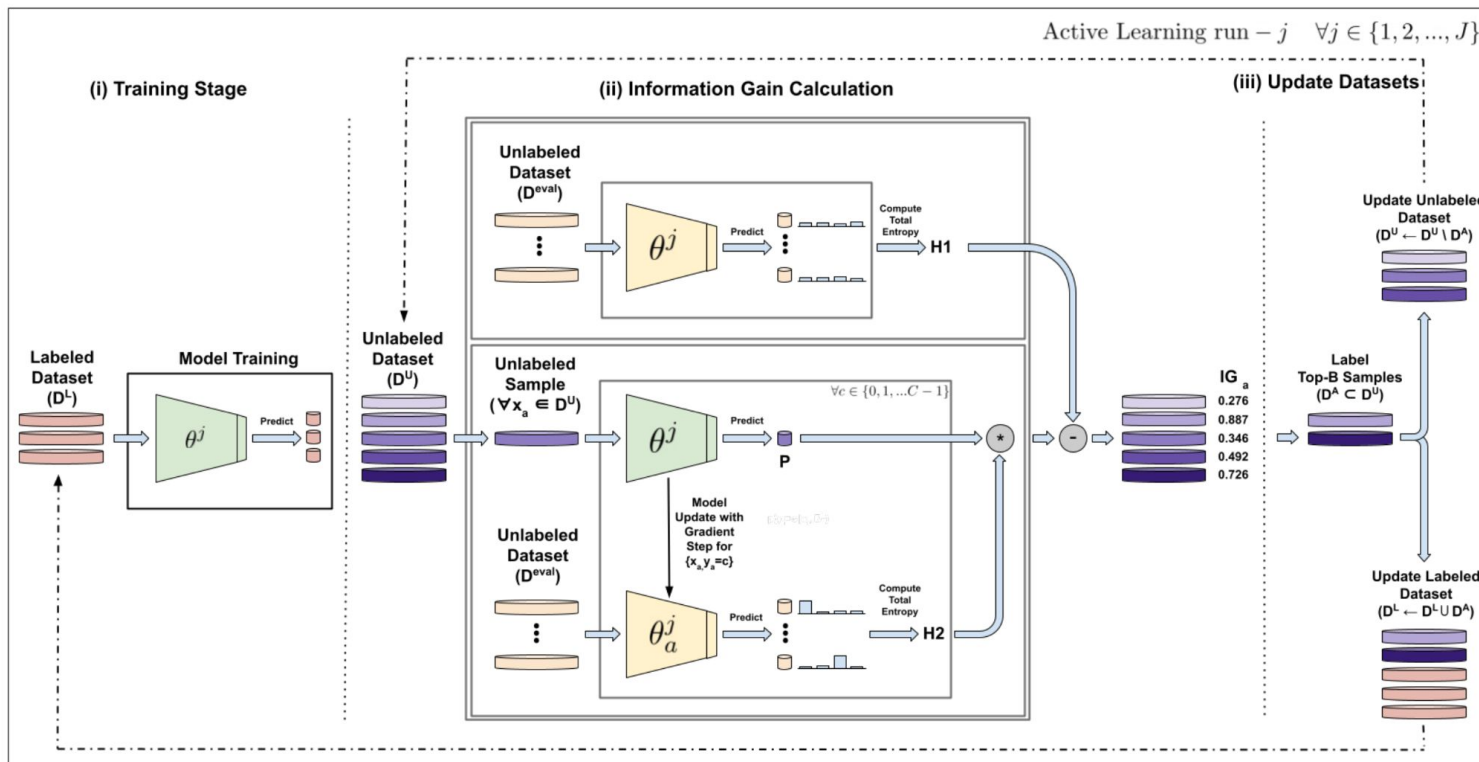 Active Learning run − j ∀j ∈ {1, 2, ..., J}
(i) Training Stage
(ii) Information Gain Calculation
(iii) Update Datasets
Unlabeled
Dataset
(D^eval)
θ^j
Predict
Compute
Total
Entropy
H1
Update Unlabeled
Dataset
(D^U ← D^U \ D^A)
Labeled
Dataset
(D^L)
Model Training
θ^j
Predict
Unlabeled
Dataset
(D^U)
Unlabeled
Sample
(∀x_a ∈ D^U)
∀c ∈ {0, 1, ...C − 1}
θ^j
Predict
P
*
-
IG_a
0.276
0.887
0.346
0.492
0.726
Label
Top-B Samples
(D^A ⊂ D^U)
Model
Update with
Gradient
Step for
{x_a,y_a=c}
Unlabeled
Dataset
(D^eval)
θ^j_a
Predict
Compute
Total
Entropy
H2
Update Labeled
Dataset
(D^L ← D^L ∪ D^A)